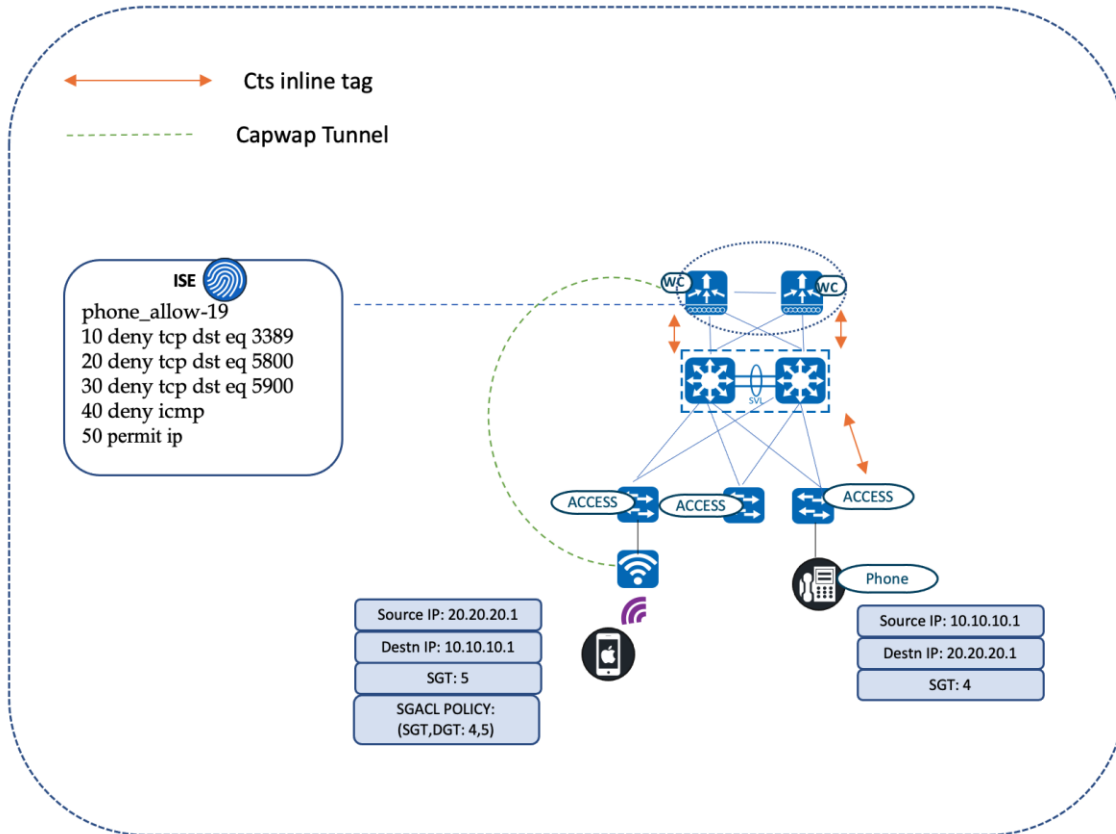 Cts inline tag
Capwap Tunnel
ISE
phone_allow-19
10 deny tcp dst eq 3389
20 deny tcp dst eq 5800
30 deny tcp dst eq 5900
40 deny icmp
50 permit ip
WC
WC
SVL
ACCESS
ACCESS
ACCESS
Phone
Source IP: 20.20.20.1
Destn IP: 10.10.10.1
SGT: 5
SGACL POLICY:
(SGT,DGT: 4,5)
Source IP: 10.10.10.1
Destn IP: 20.20.20.1
SGT: 4